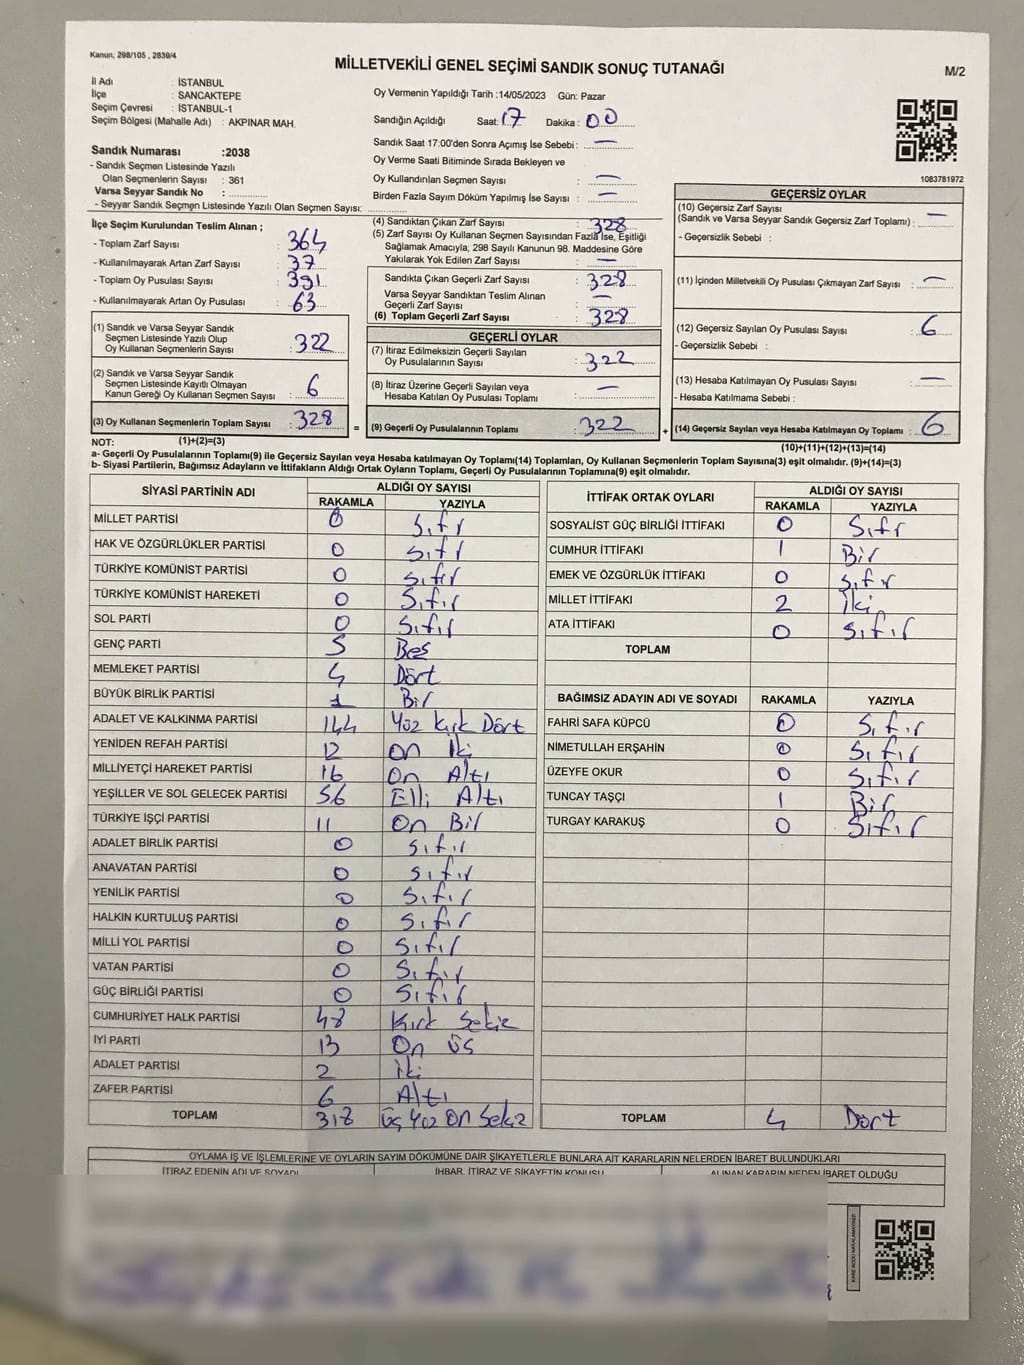 Kanun; 298/105 , 2839/4
MİLLETVEKİLİ GENEL SEÇİMİ SANDIK SONUÇ TUTANAĞI
M/2
İl Adı : İSTANBUL
İlçe : SANCAKTEPE
Seçim Çevresi : İSTANBUL-1
Seçim Bölgesi (Mahalle Adı) : AKPINAR MAH.
Oy Vermenin Yapıldığı Tarih :14/05/2023 Gün: Pazar
Sandığın Açıldığı Saat: 17 Dakika : 00
Sandık Saat 17:00'den Sonra Açımış İse Sebebi : —
Oy Verme Saati Bitiminde Sırada Bekleyen ve
Oy Kullandırılan Seçmen Sayısı : —
Birden Fazla Sayım Döküm Yapılmış İse Sayısı : —
Sandık Numarası :2038
- Sandık Seçmen Listesinde Yazılı
Olan Seçmenlerin Sayısı : 361
Varsa Seyyar Sandık No :
- Seyyar Sandık Listesinde Yazılı Olan Seçmen Sayısı:
1083781972
İlçe Seçim Kurulundan Teslim Alınan ;
- Toplam Zarf Sayısı : 364
- Kullanılmayarak Artan Zarf Sayısı : 37
- Toplam Oy Pusulası Sayısı : 391
- Kullanılmayarak Artan Oy Pusulası : 63
(1) Sandık ve Varsa Seyyar Sandık
Seçmen Listesinde Yazılı Olup
Oy Kullanan Seçmenlerin Sayısı : 322
(2) Sandık ve Varsa Seyyar Sandık
Seçmen Listesinde Kayıtlı Olmayan
Kanun Gereği Oy Kullanan Seçmen Sayısı : 6
(3) Oy Kullanan Seçmenlerin Toplam Sayısı : 328
(4) Sandıktan Çıkan Zarf Sayısı : 328
(5) Zarf Sayısı Oy Kullanan Seçmen Sayısından Fazla İse, Eşitliği
Sağlamak Amacıyla; 298 Sayılı Kanunun 98. Maddesine Göre
Yakılarak Yok Edilen Zarf Sayısı : —
Sandıkta Çıkan Geçerli Zarf Sayısı : 328
Varsa Seyyar Sandıktan Teslim Alınan
Geçerli Zarf Sayısı : —
(6) Toplam Geçerli Zarf Sayısı : 328
GEÇERLİ OYLAR
(7) İtiraz Edilmeksizin Geçerli Sayılan
Oy Pusulalarının Sayısı : 322
(8) İtiraz Üzerine Geçerli Sayılan veya
Hesaba Katılan Oy Pusulası Toplamı : —
= (9) Geçerli Oy Pusulalarının Toplamı : 322
GEÇERSİZ OYLAR
(10) Geçersiz Zarf Sayısı
(Sandık ve Varsa Seyyar Sandık Geçersiz Zarf Toplamı) : —
- Geçersizlik Sebebi :
(11) İçinden Milletvekili Oy Pusulası Çıkmayan Zarf Sayısı : —
(12) Geçersiz Sayılan Oy Pusulası Sayısı : 6
- Geçersizlik Sebebi :
(13) Hesaba Katılmayan Oy Pusulası Sayısı : —
- Hesaba Katılmama Sebebi :
+ (14) Geçersiz Sayılan veya Hesaba Katılmayan Oy Toplamı : 6
NOT: (1)+(2)=(3) (10)+(11)+(12)+(13)=(14)
a- Geçerli Oy Pusulalarının Toplamı(9) ile Geçersiz Sayılan veya Hesaba katılmayan Oy Toplamı(14) Toplamları, Oy Kullanan Seçmenlerin Toplam Sayısına(3) eşit olmalıdır. (9)+(14)=(3)
b- Siyasi Partilerin, Bağımsız Adayların ve İttifakların Aldığı Ortak Oyların Toplamı, Geçerli Oy Pusulalarının Toplamına(9) eşit olmalıdır.
SİYASİ PARTİNİN ADI ALDIĞI OY SAYISI
RAKAMLA YAZIYLA
MİLLET PARTİSİ 0 Sıfır
HAK VE ÖZGÜRLÜKLER PARTİSİ 0 sıfır
TÜRKİYE KOMÜNİST PARTİSİ 0 sıfır
TÜRKİYE KOMÜNİST HAREKETİ 0 Sıfır
SOL PARTİ 0 Sıfır
GENÇ PARTİ 5 Beş
MEMLEKET PARTİSİ 4 Dört
BÜYÜK BİRLİK PARTİSİ 1 Bir
ADALET VE KALKINMA PARTİSİ 144 Yüz Kırk Dört
YENİDEN REFAH PARTİSİ 12 On İki
MİLLİYETÇİ HAREKET PARTİSİ 16 On Altı
YEŞİLLER VE SOL GELECEK PARTİSİ 56 Elli Altı
TÜRKİYE İŞÇİ PARTİSİ 11 On Bir
ADALET BİRLİK PARTİSİ 0 sıfır
ANAVATAN PARTİSİ 0 sıfır
YENİLİK PARTİSİ 0 Sıfır
HALKIN KURTULUŞ PARTİSİ 0 Sıfır
MİLLİ YOL PARTİSİ 0 Sıfır
VATAN PARTİSİ 0 Sıfır
GÜÇ BİRLİĞİ PARTİSİ 0 Sıfır
CUMHURİYET HALK PARTİSİ 48 Kırk Sekiz
İYİ PARTİ 13 On üç
ADALET PARTİSİ 2 iki
ZAFER PARTİSİ 6 Altı
TOPLAM 318 üç Yüz On Sekiz
İTTİFAK ORTAK OYLARI ALDIĞI OY SAYISI
RAKAMLA YAZIYLA
SOSYALİST GÜÇ BİRLİĞİ İTTİFAKI 0 Sıfır
CUMHUR İTTİFAKI 1 Bir
EMEK VE ÖZGÜRLÜK İTTİFAKI 0 sıfır
MİLLET İTTİFAKI 2 İki
ATA İTTİFAKI 0 sıfır
TOPLAM
BAĞIMSIZ ADAYIN ADI VE SOYADI RAKAMLA YAZIYLA
FAHRİ SAFA KÜPCÜ 0 Sıfır
NİMETULLAH ERŞAHİN 0 Sıfır
ÜZEYFE OKUR 0 Sıfır
TUNCAY TAŞÇI 1 Bir
TURGAY KARAKUŞ 0 Sıfır
TOPLAM 4 Dört
OYLAMA İŞ VE İŞLEMLERİNE VE OYLARIN SAYIM DÖKÜMÜNE DAİR ŞİKAYETLERLE BUNLARA AİT KARARLARIN NELERDEN İBARET BULUNDUKLARI
İTİRAZ EDENİN ADI VE SOYADI İHBAR, İTİRAZ VE ŞİKAYETİN KONUSU ALINAN KARARIN NEDEN İBARET OLDUĞU